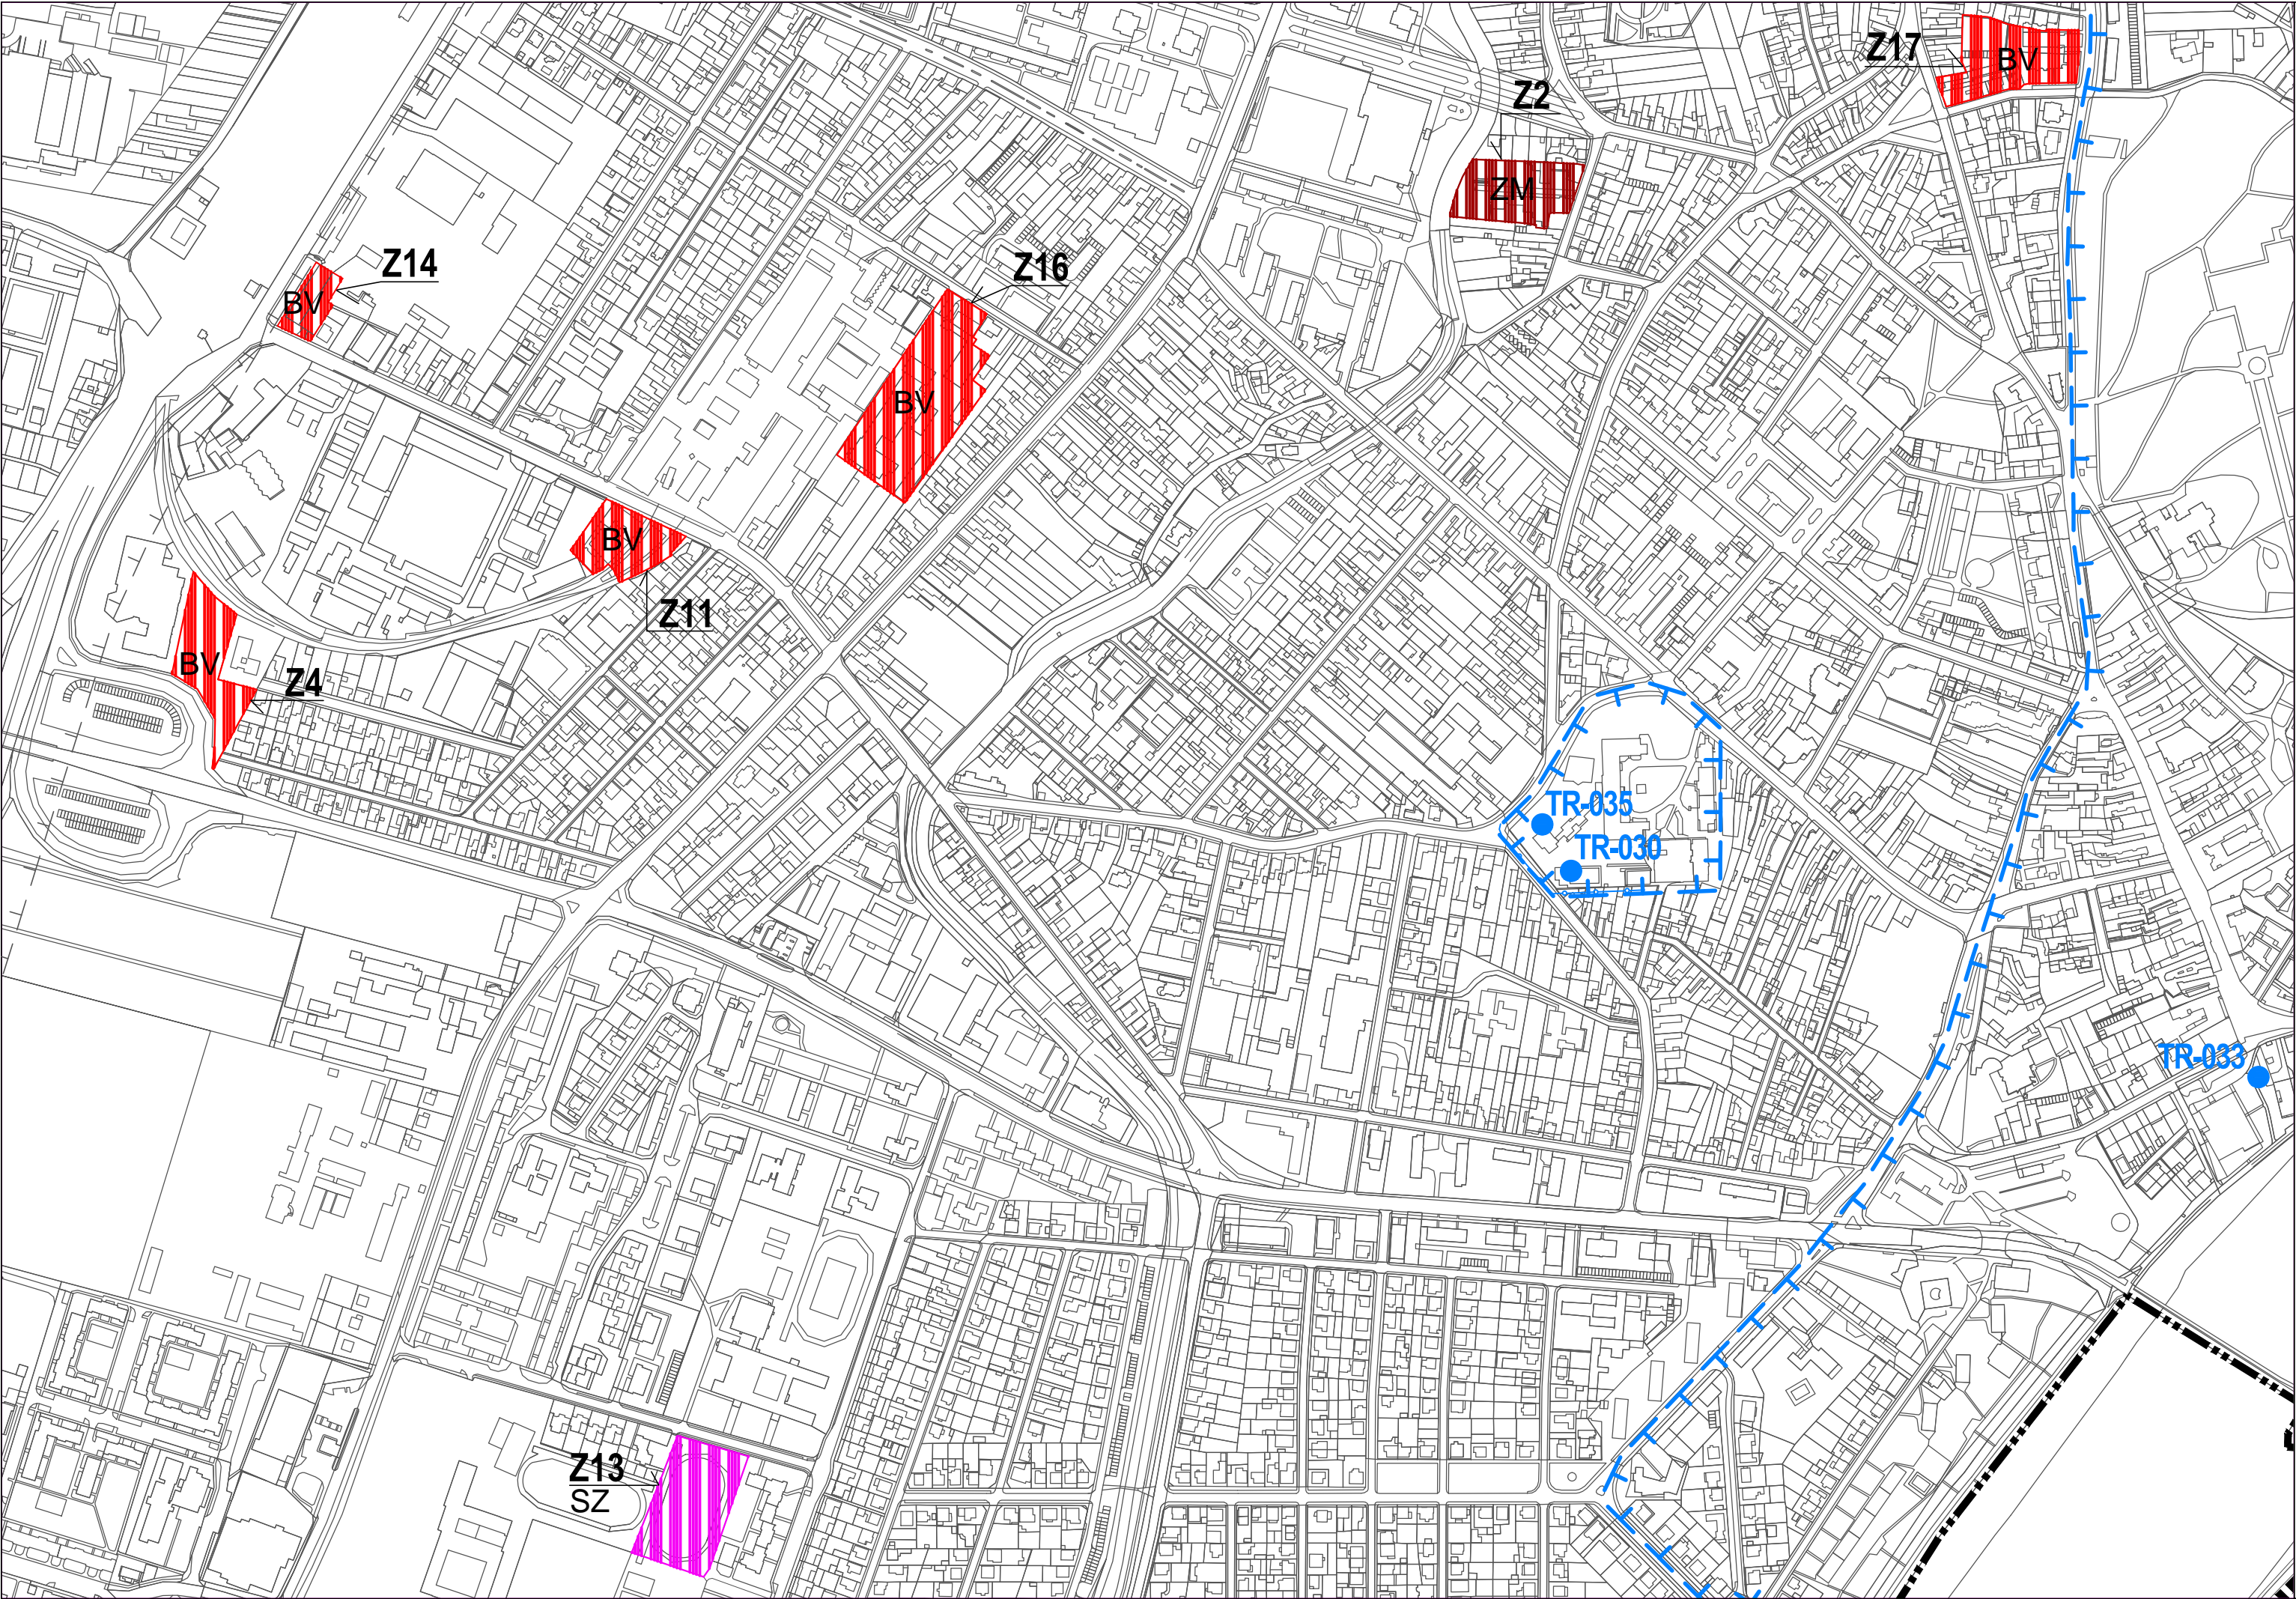 Z17
BV
Z2
ZM
Z14
BV
Z16
BV
BV
Z11
BV
Z4
TR-035
TR-030
TR-033
Z13
SZ